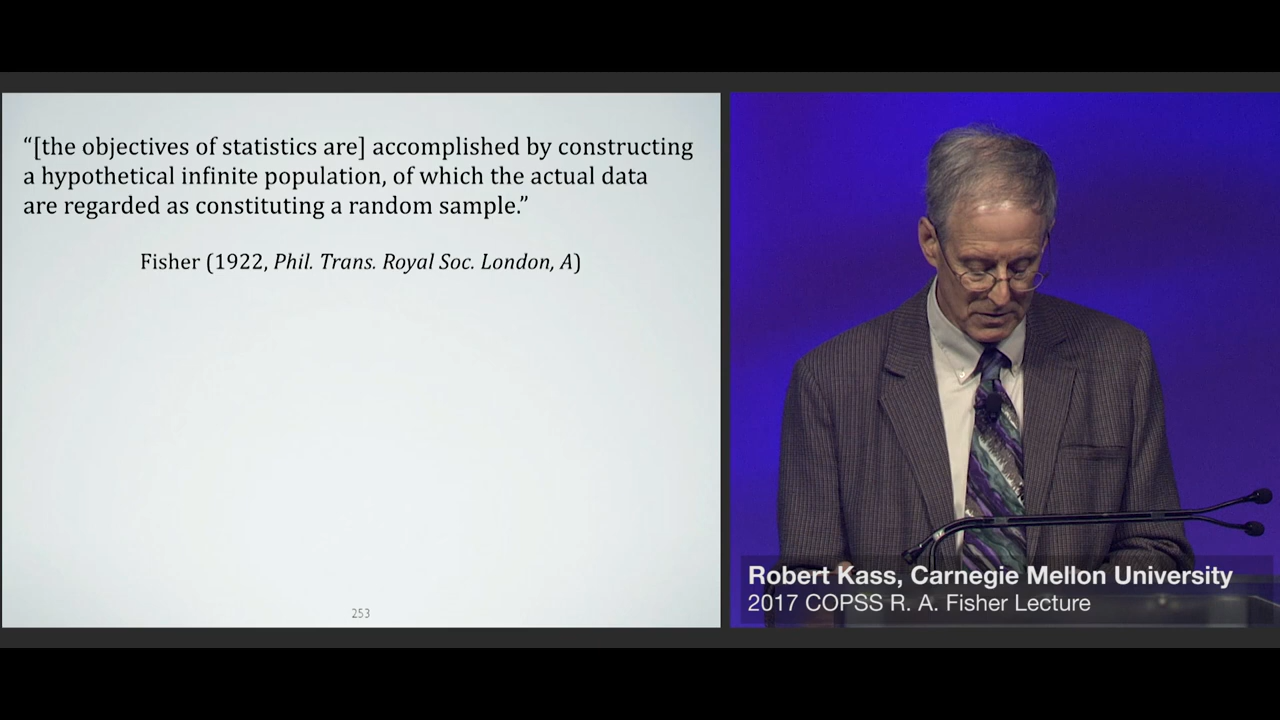 “[the objectives of statistics are] accomplished by constructing
a hypothetical infinite population, of which the actual data
are regarded as constituting a random sample.”
Fisher (1922, Phil. Trans. Royal Soc. London, A)
253
Robert Kass, Carnegie Mellon University
2017 COPSS R. A. Fisher Lecture